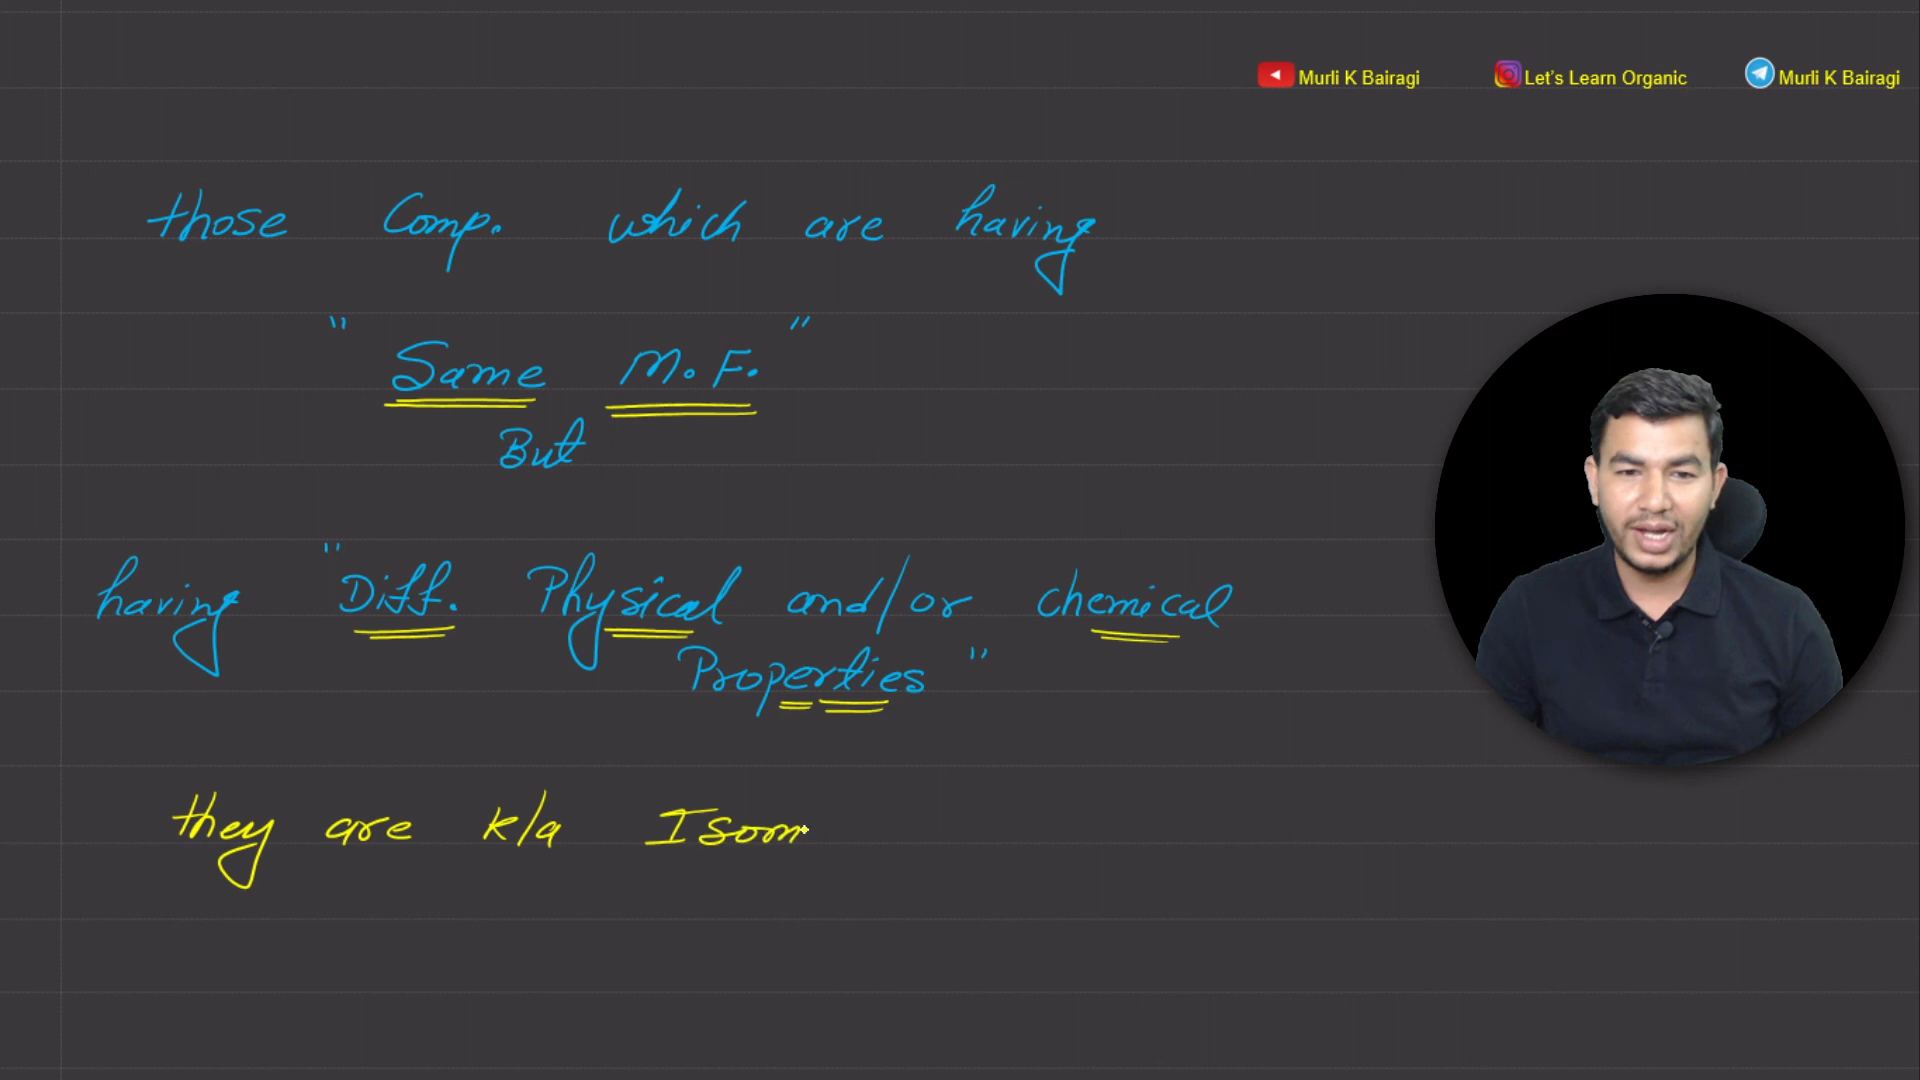 Murli K Bairagi Let's Learn Organic Murli K Bairagi
those Comp. which are having
"Same M.F."
But
having "Diff. Physical and/or chemical
Properties"
they are k/a Isom